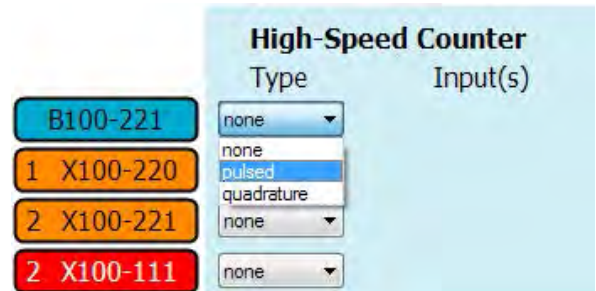 High-Speed Counter
Type Input(s)
B100-221 none
none
1 X100-220 pulsed
quadrature
2 X100-221 none
2 X100-111 none